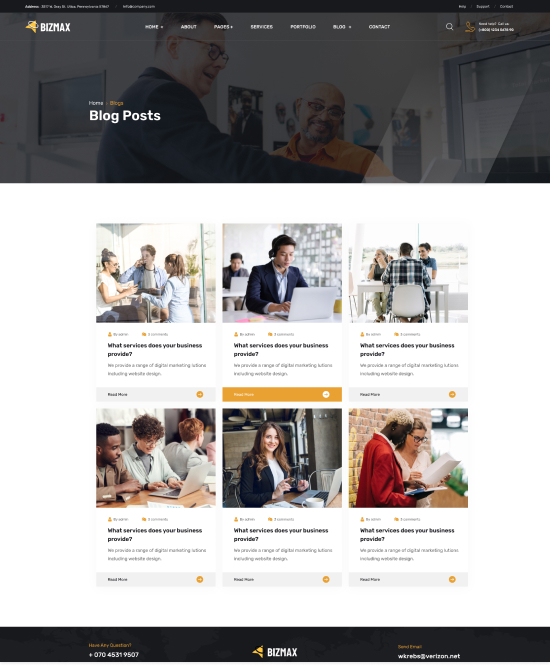 Address: 3517 W. Gray St. Utica, Pennsylvania 57867
info@company.com
Help
Support
Contact
BIZMAX
HOME
ABOUT
PAGES
SERVICES
PORTFOLIO
BLOG
CONTACT
Need help? Call us:
(+800) 1234 5678 90
Home
Blogs
Blog Posts
By admin
3 comments
What services does your business
provide?
We provide a range of digital marketing lutions
including website design.
Read More
By admin
3 comments
What services does your business
provide?
We provide a range of digital marketing lutions
including website design.
Read More
By admin
3 comments
What services does your business
provide?
We provide a range of digital marketing lutions
including website design.
Read More
By admin
3 comments
What services does your business
provide?
We provide a range of digital marketing lutions
including website design.
Read More
By admin
3 comments
What services does your business
provide?
We provide a range of digital marketing lutions
including website design.
Read More
By admin
3 comments
What services does your business
provide?
We provide a range of digital marketing lutions
including website design.
Read More
Have Any Question?
+ 070 4531 9507
BIZMAX
Send Email
wkrebs@verizon.net